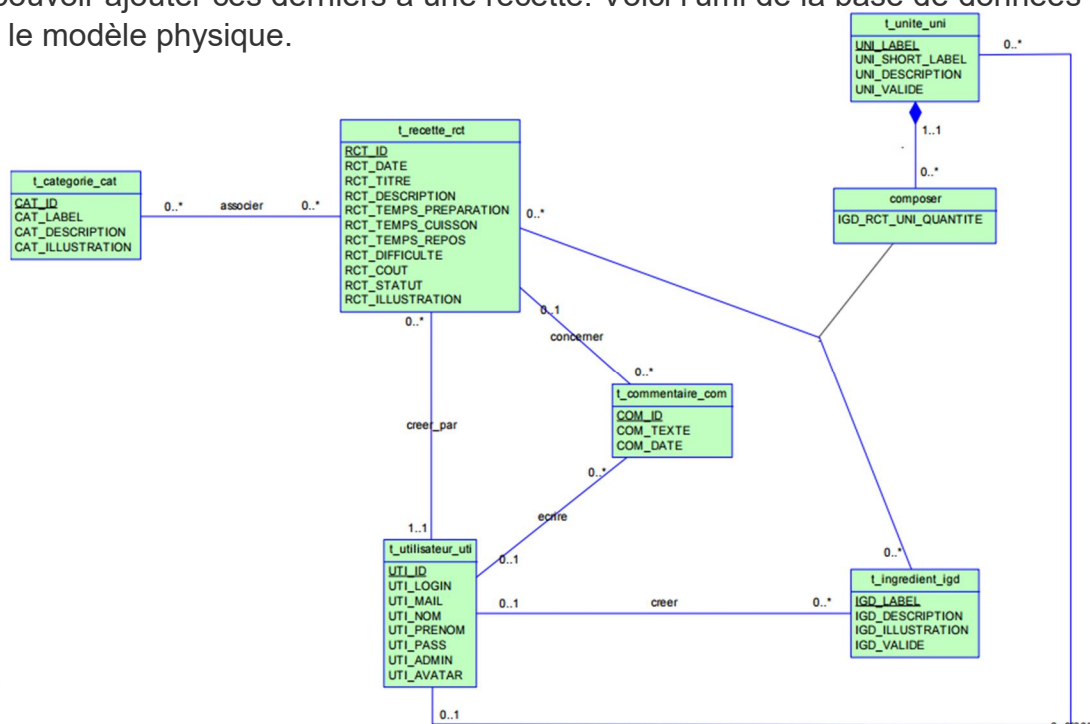 pouvoir ajouter ces derniers à une recette. Voici l'uml de la base de données
le modèle physique.
t_unite_uni
UNI_LABEL
UNI_SHORT_LABEL
UNI_DESCRIPTION
UNI_VALIDE
0..*
1..1
0..*
composer
IGD_RCT_UNI_QUANTITE
t_recette_rct
RCT_ID
RCT_DATE
RCT_TITRE
RCT_DESCRIPTION
RCT_TEMPS_PREPARATION
RCT_TEMPS_CUISSON
RCT_TEMPS_REPOS
RCT_DIFFICULTE
RCT_COUT
RCT_STATUT
RCT_ILLUSTRATION
t_categorie_cat
CAT_ID
CAT_LABEL
CAT_DESCRIPTION
CAT_ILLUSTRATION
0..* associer 0..*
0..*
0..*
0..1
concerner
0..*
t_commentaire_com
COM_ID
COM_TEXTE
COM_DATE
creer_par
0..*
ecrire
1..1
0..1
t_utilisateur_uti
UTI_ID
UTI_LOGIN
UTI_MAIL
UTI_NOM
UTI_PRENOM
UTI_PASS
UTI_ADMIN
UTI_AVATAR
0..1 creer 0..*
0..*
t_ingredient_igd
IGD_LABEL
IGD_DESCRIPTION
IGD_ILLUSTRATION
IGD_VALIDE
0..1